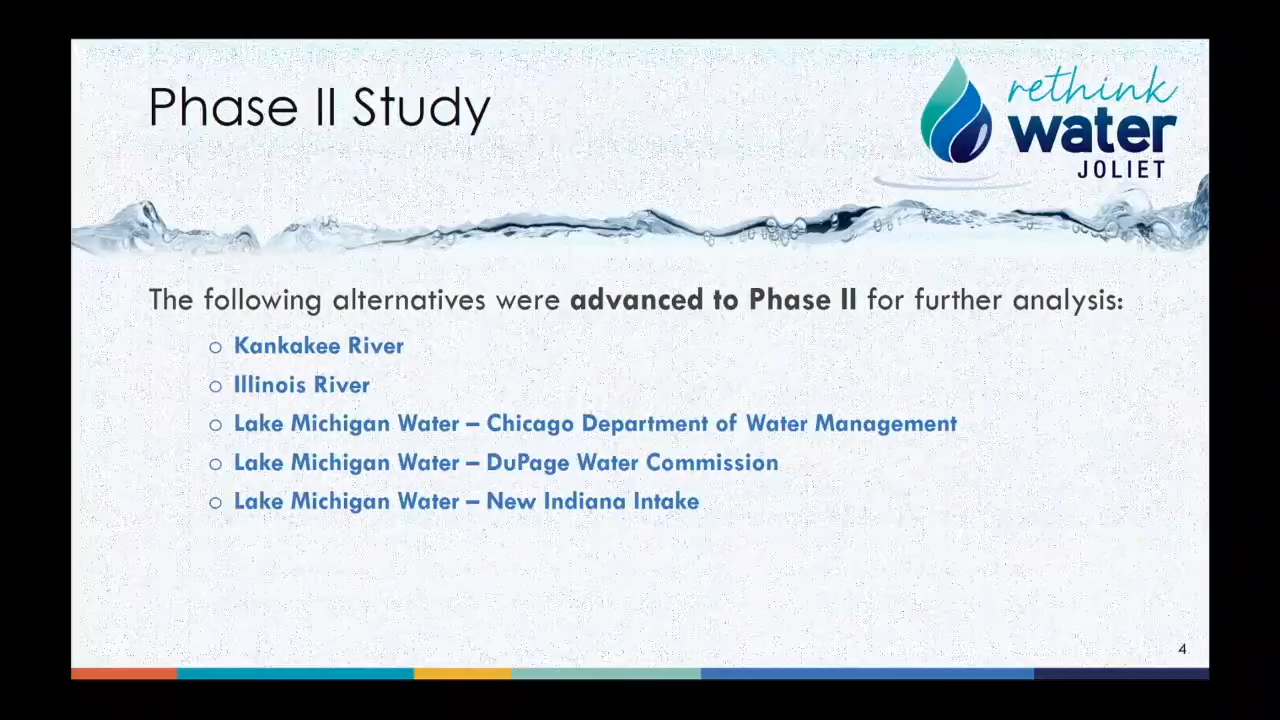 Phase II Study
rethink
water
JOLIET
The following alternatives were advanced to Phase II for further analysis:
○ Kankakee River
○ Illinois River
○ Lake Michigan Water – Chicago Department of Water Management
○ Lake Michigan Water – DuPage Water Commission
○ Lake Michigan Water – New Indiana Intake
4